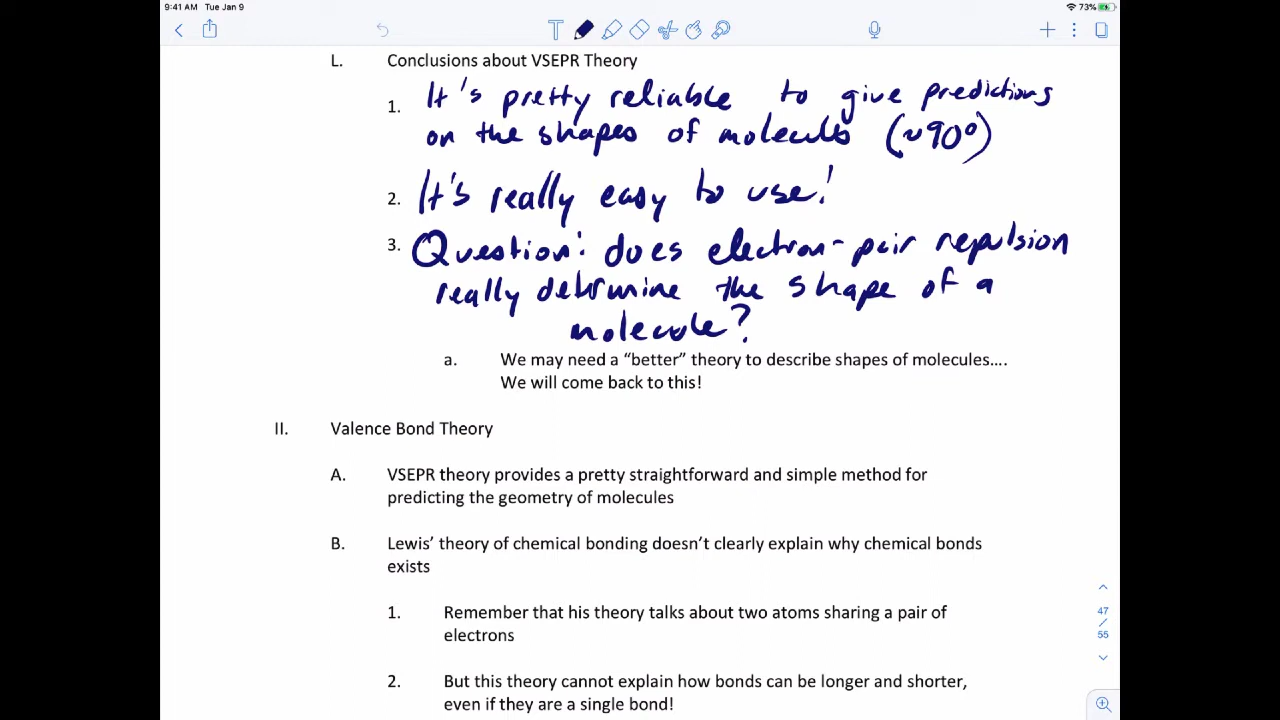 9:41 AM Tue Jan 9
73%
L. Conclusions about VSEPR Theory
1. It's pretty reliable to give predictions
on the shapes of molecules (~90°)
2. It's really easy to use!
3. Question: does electron-pair repulsion
really determine the shape of a
molecule?
a. We may need a “better” theory to describe shapes of molecules....
We will come back to this!
II. Valence Bond Theory
A. VSEPR theory provides a pretty straightforward and simple method for
predicting the geometry of molecules
B. Lewis’ theory of chemical bonding doesn’t clearly explain why chemical bonds
exists
1. Remember that his theory talks about two atoms sharing a pair of
electrons
2. But this theory cannot explain how bonds can be longer and shorter,
even if they are a single bond!
47
/
55